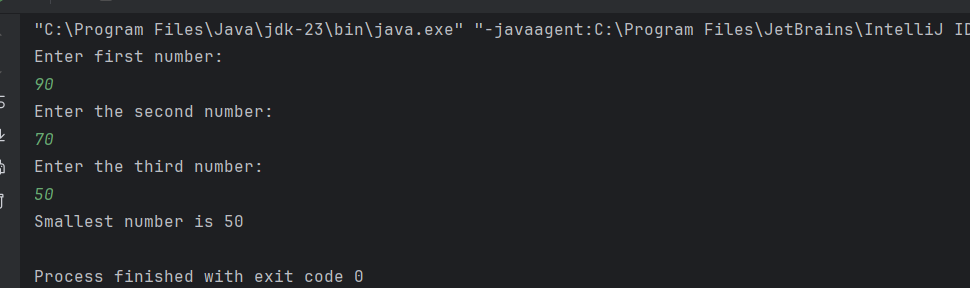 "C:\Program Files\Java\jdk-23\bin\java.exe" "-javaagent:C:\Program Files\JetBrains\IntelliJ
Enter first number:
90
Enter the second number:
70
Enter the third number:
50
Smallest number is 50
Process finished with exit code 0